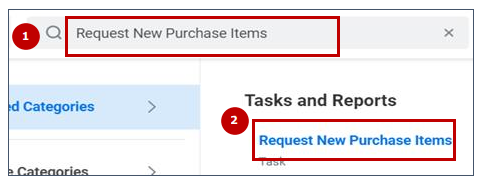 1
Request New Purchase Items
ed Categories
Tasks and Reports
2
Request New Purchase Items
Task
e Categories